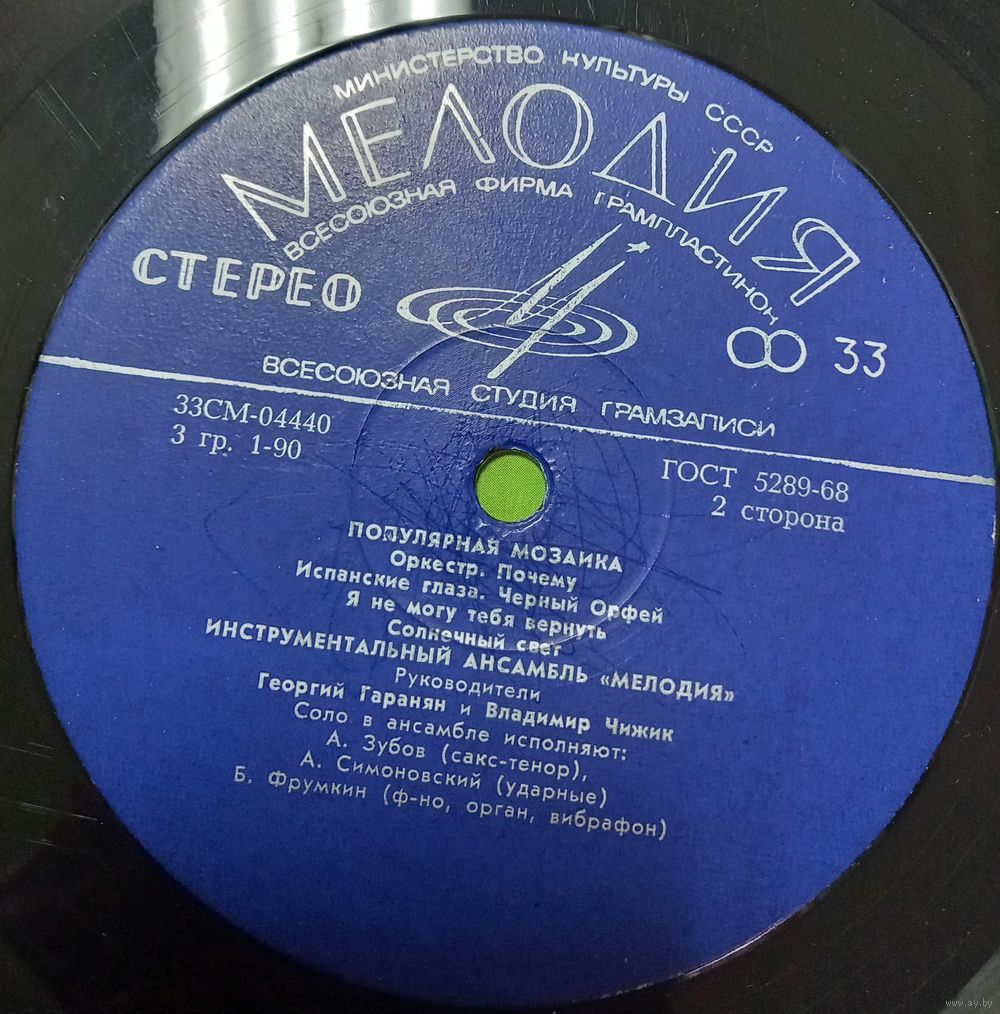 МИНИСТЕРСТВО КУЛЬТУРЫ СССР
МЕЛОДИЯ
ВСЕСОЮЗНАЯ ФИРМА ГРАМПЛАСТИНОК
СТЕРЕО
33
ВСЕСОЮЗНАЯ СТУДИЯ ГРАМЗАПИСИ
33СМ-04440
3 гр. 1-90
ГОСТ 5289-68
2 сторона
ПОПУЛЯРНАЯ МОЗАИКА
Оркестр. Почему
Испанские глаза. Черный Орфей
Я не могу тебя вернуть
Солнечный свет
ИНСТРУМЕНТАЛЬНЫЙ АНСАМБЛЬ «МЕЛОДИЯ»
Руководители
Георгий Гаранян и Владимир Чижик
Соло в ансамбле исполняют:
А. Зубов (сакс-тенор),
А. Симоновский (ударные)
Б. Фрумкин (ф-но, орган, вибрафон)
www.ay.by